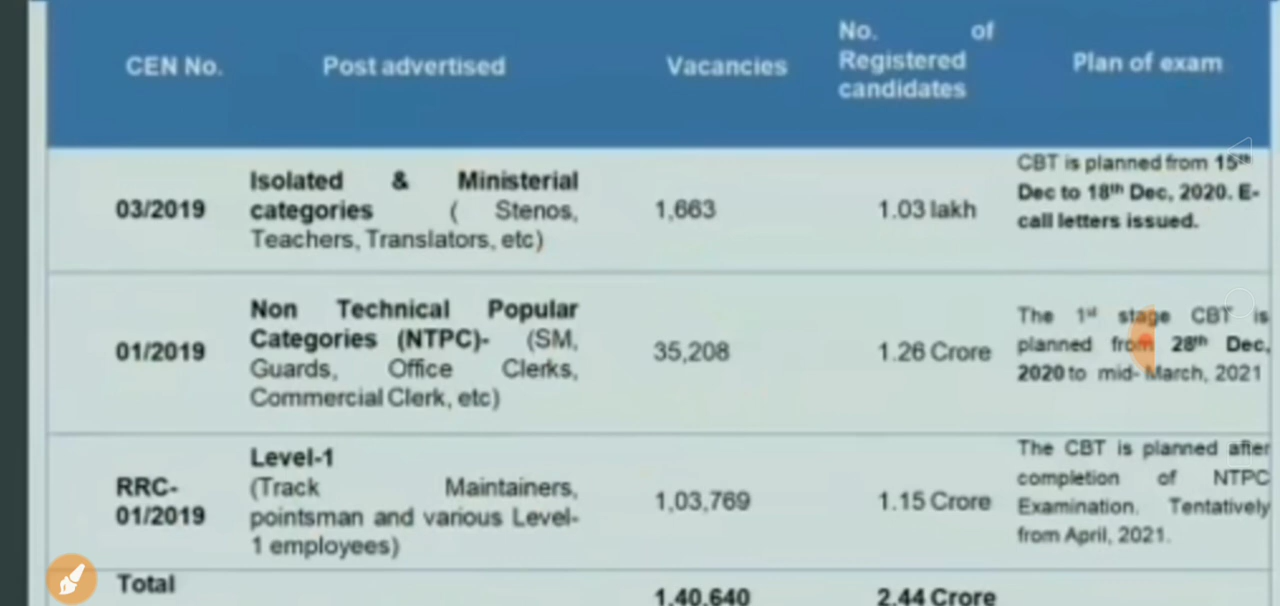 CEN No. Post advertised Vacancies No. of Registered candidates Plan of exam
03/2019
Isolated & Ministerial
categories ( Stenos,
Teachers, Translators, etc)
1,663
1.03 lakh
CBT is planned from 15th
Dec to 18th Dec, 2020. E-
call letters issued.
01/2019
Non Technical Popular
Categories (NTPC)- (SM,
Guards, Office Clerks,
Commercial Clerk, etc)
35,208
1.26 Crore
The 1st stage CBT is
planned from 28th Dec,
2020 to mid- March, 2021
RRC-
01/2019
Level-1
(Track Maintainers,
pointsman and various Level-
1 employees)
1,03,769
1.15 Crore
The CBT is planned after
completion of NTPC
Examination. Tentatively
from April, 2021.
Total
1,40,640
2.44 Crore